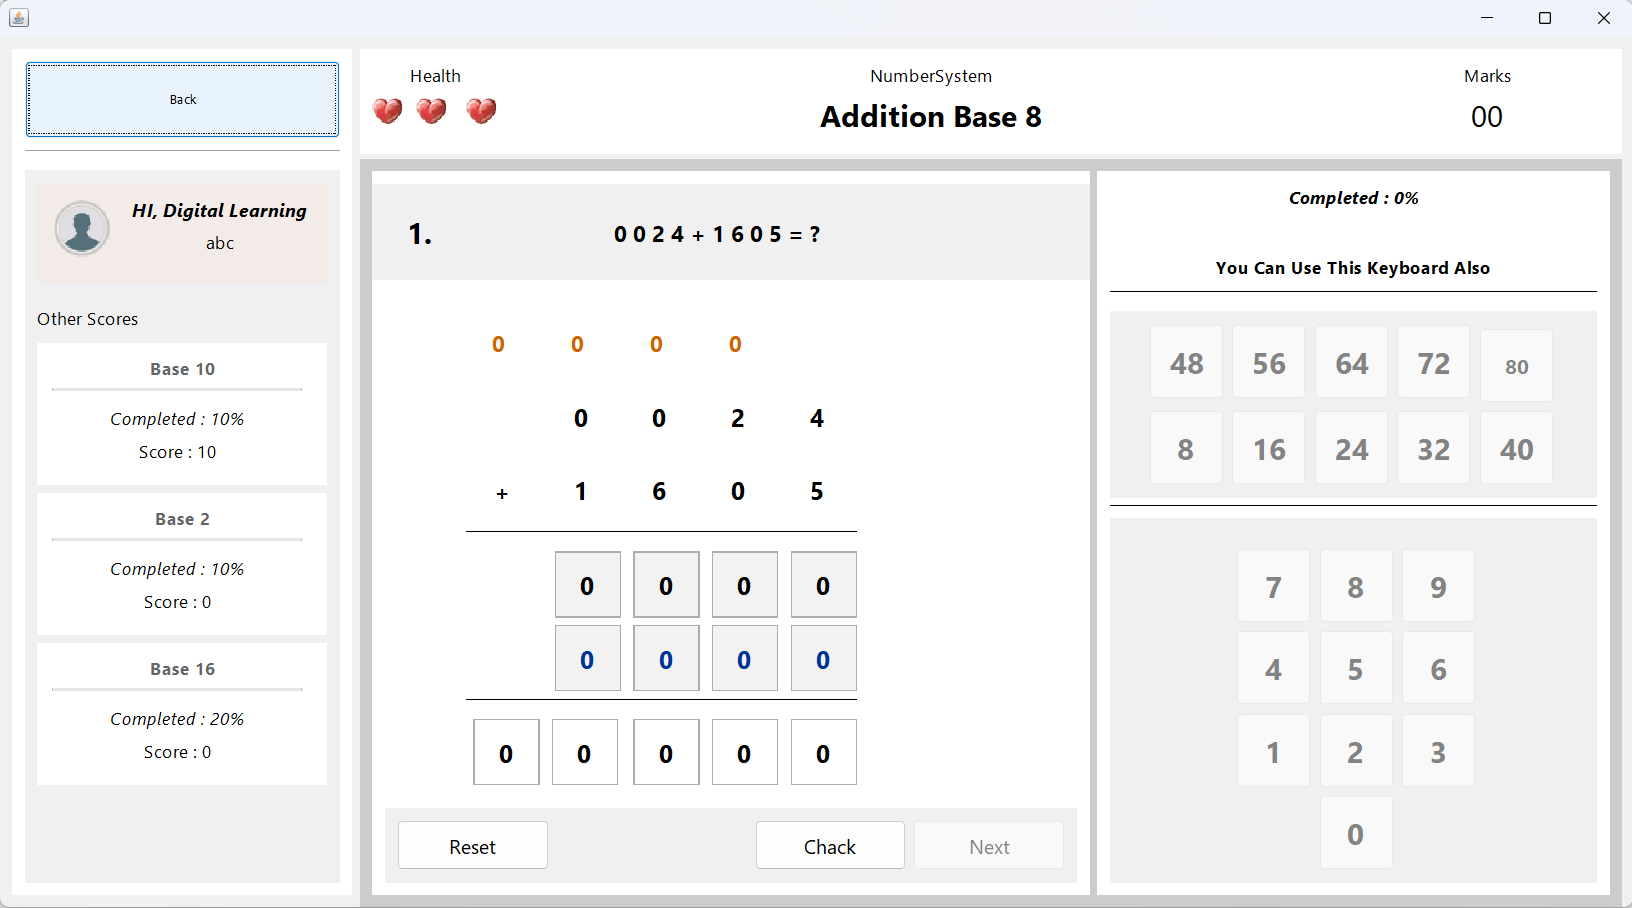 Back
HI, Digital Learning
abc
Other Scores
Base 10
Completed : 10%
Score : 10
Base 2
Completed : 10%
Score : 0
Base 16
Completed : 20%
Score : 0
Health
NumberSystem
Addition Base 8
Marks
00
1.
0 0 2 4 + 1 6 0 5 = ?
0 0 0 0
0 0 2 4
+ 1 6 0 5
0 0 0 0
0 0 0 0
0 0 0 0 0
Reset
Chack
Next
Completed : 0%
You Can Use This Keyboard Also
48 56 64 72 80
8 16 24 32 40
7 8 9
4 5 6
1 2 3
0